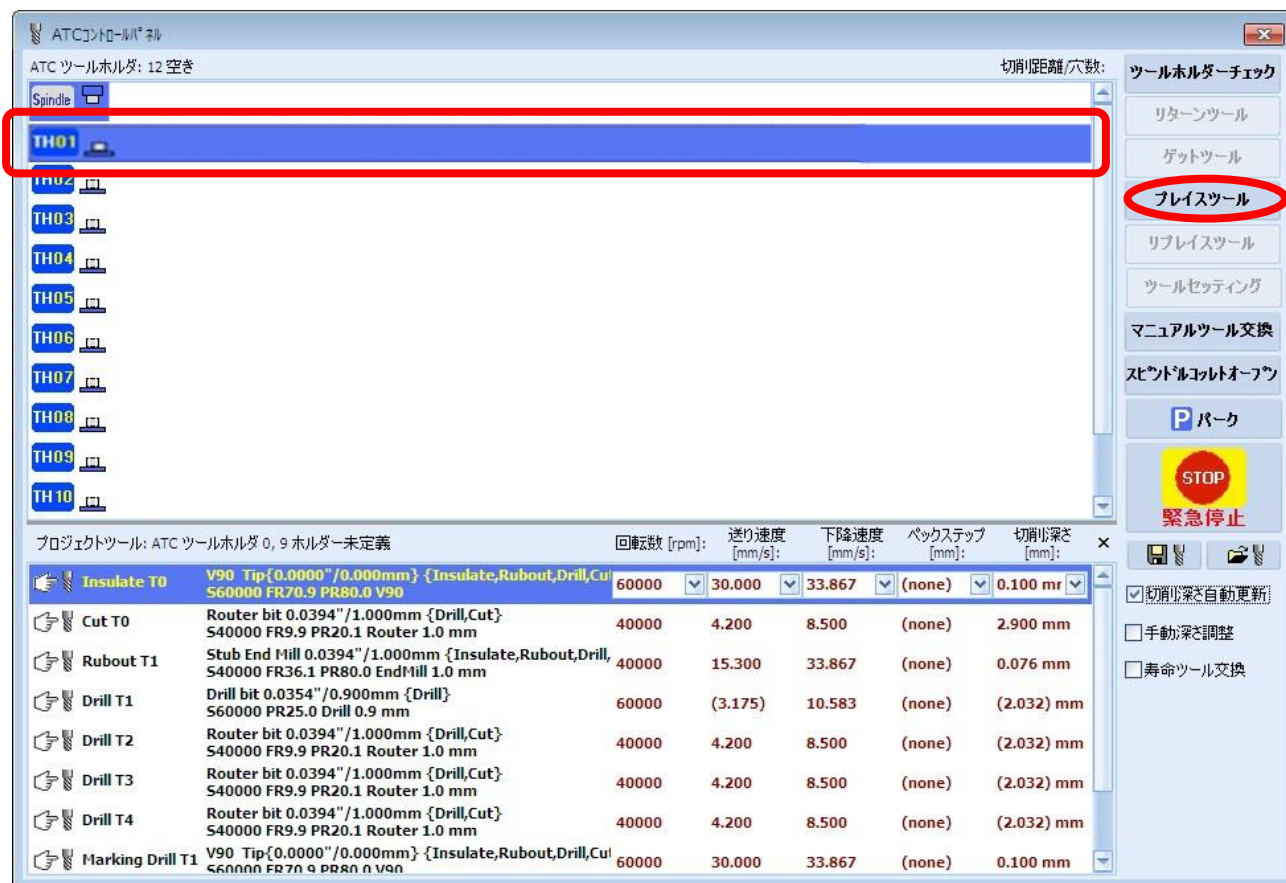 ATCコントロールパネル
ATC ツールホルダ: 12 空き 切削距離/穴数:
Spindle
TH01
TH02
TH03
TH04
TH05
TH06
TH07
TH08
TH09
TH10
ツールホルダーチェック
リターンツール
ゲットツール
プレイスツール
リプレイスツール
ツールセッティング
マニュアルツール交換
スピンドルコレットオープン
P パーク
STOP
緊急停止
切削深さ自動更新
手動深さ調整
寿命ツール交換
プロジェクトツール: ATC ツールホルダ 0, 9 ホルダー未定義 回転数 [rpm]: 送り速度 [mm/s]: 下降速度 [mm/s]: ペックステップ [mm]: 切削深さ [mm]:
Insulate T0 V90 Tip{0.0000"/0.000mm} {Insulate,Rubout,Drill,Cu 60000 30.000 33.867 (none) 0.100 mr
S60000 FR70.9 PR80.0 V90
Cut T0 Router bit 0.0394"/1.000mm {Drill,Cut} 40000 4.200 8.500 (none) 2.900 mm
S40000 FR9.9 PR20.1 Router 1.0 mm
Rubout T1 Stub End Mill 0.0394"/1.000mm {Insulate,Rubout,Drill, 40000 15.300 33.867 (none) 0.076 mm
S40000 FR36.1 PR80.0 EndMill 1.0 mm
Drill T1 Drill bit 0.0354"/0.900mm {Drill} 60000 (3.175) 10.583 (none) (2.032) mm
S60000 PR25.0 Drill 0.9 mm
Drill T2 Router bit 0.0394"/1.000mm {Drill,Cut} 40000 4.200 8.500 (none) (2.032) mm
S40000 FR9.9 PR20.1 Router 1.0 mm
Drill T3 Router bit 0.0394"/1.000mm {Drill,Cut} 40000 4.200 8.500 (none) (2.032) mm
S40000 FR9.9 PR20.1 Router 1.0 mm
Drill T4 Router bit 0.0394"/1.000mm {Drill,Cut} 40000 4.200 8.500 (none) (2.032) mm
S40000 FR9.9 PR20.1 Router 1.0 mm
Marking Drill T1 V90 Tip{0.0000"/0.000mm} {Insulate,Rubout,Drill,Cu 60000 30.000 33.867 (none) 0.100 mm
S60000 FR70.9 PR80.0 V90